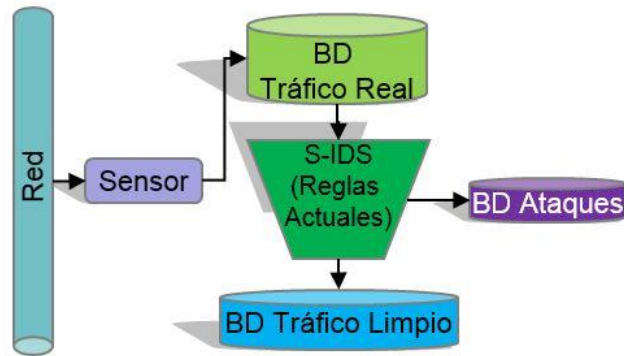 Red
Sensor
BD
Tráfico Real
S-IDS
(Reglas
Actuales)
BD Ataques
BD Tráfico Limpio